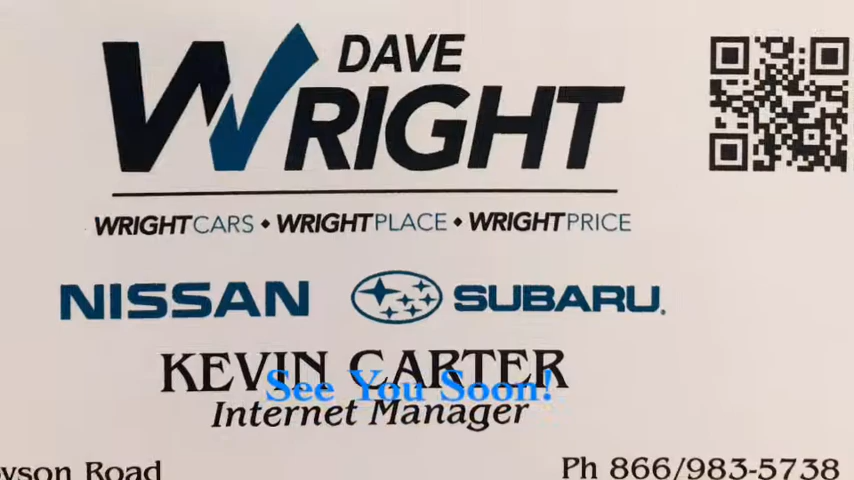 DAVE
WRIGHT
WRIGHTCARS • WRIGHTPLACE • WRIGHTPRICE
NISSAN SUBARU.
KEVIN CARTER
See You Soon!
Internet Manager
Road
Ph 866/983-5738